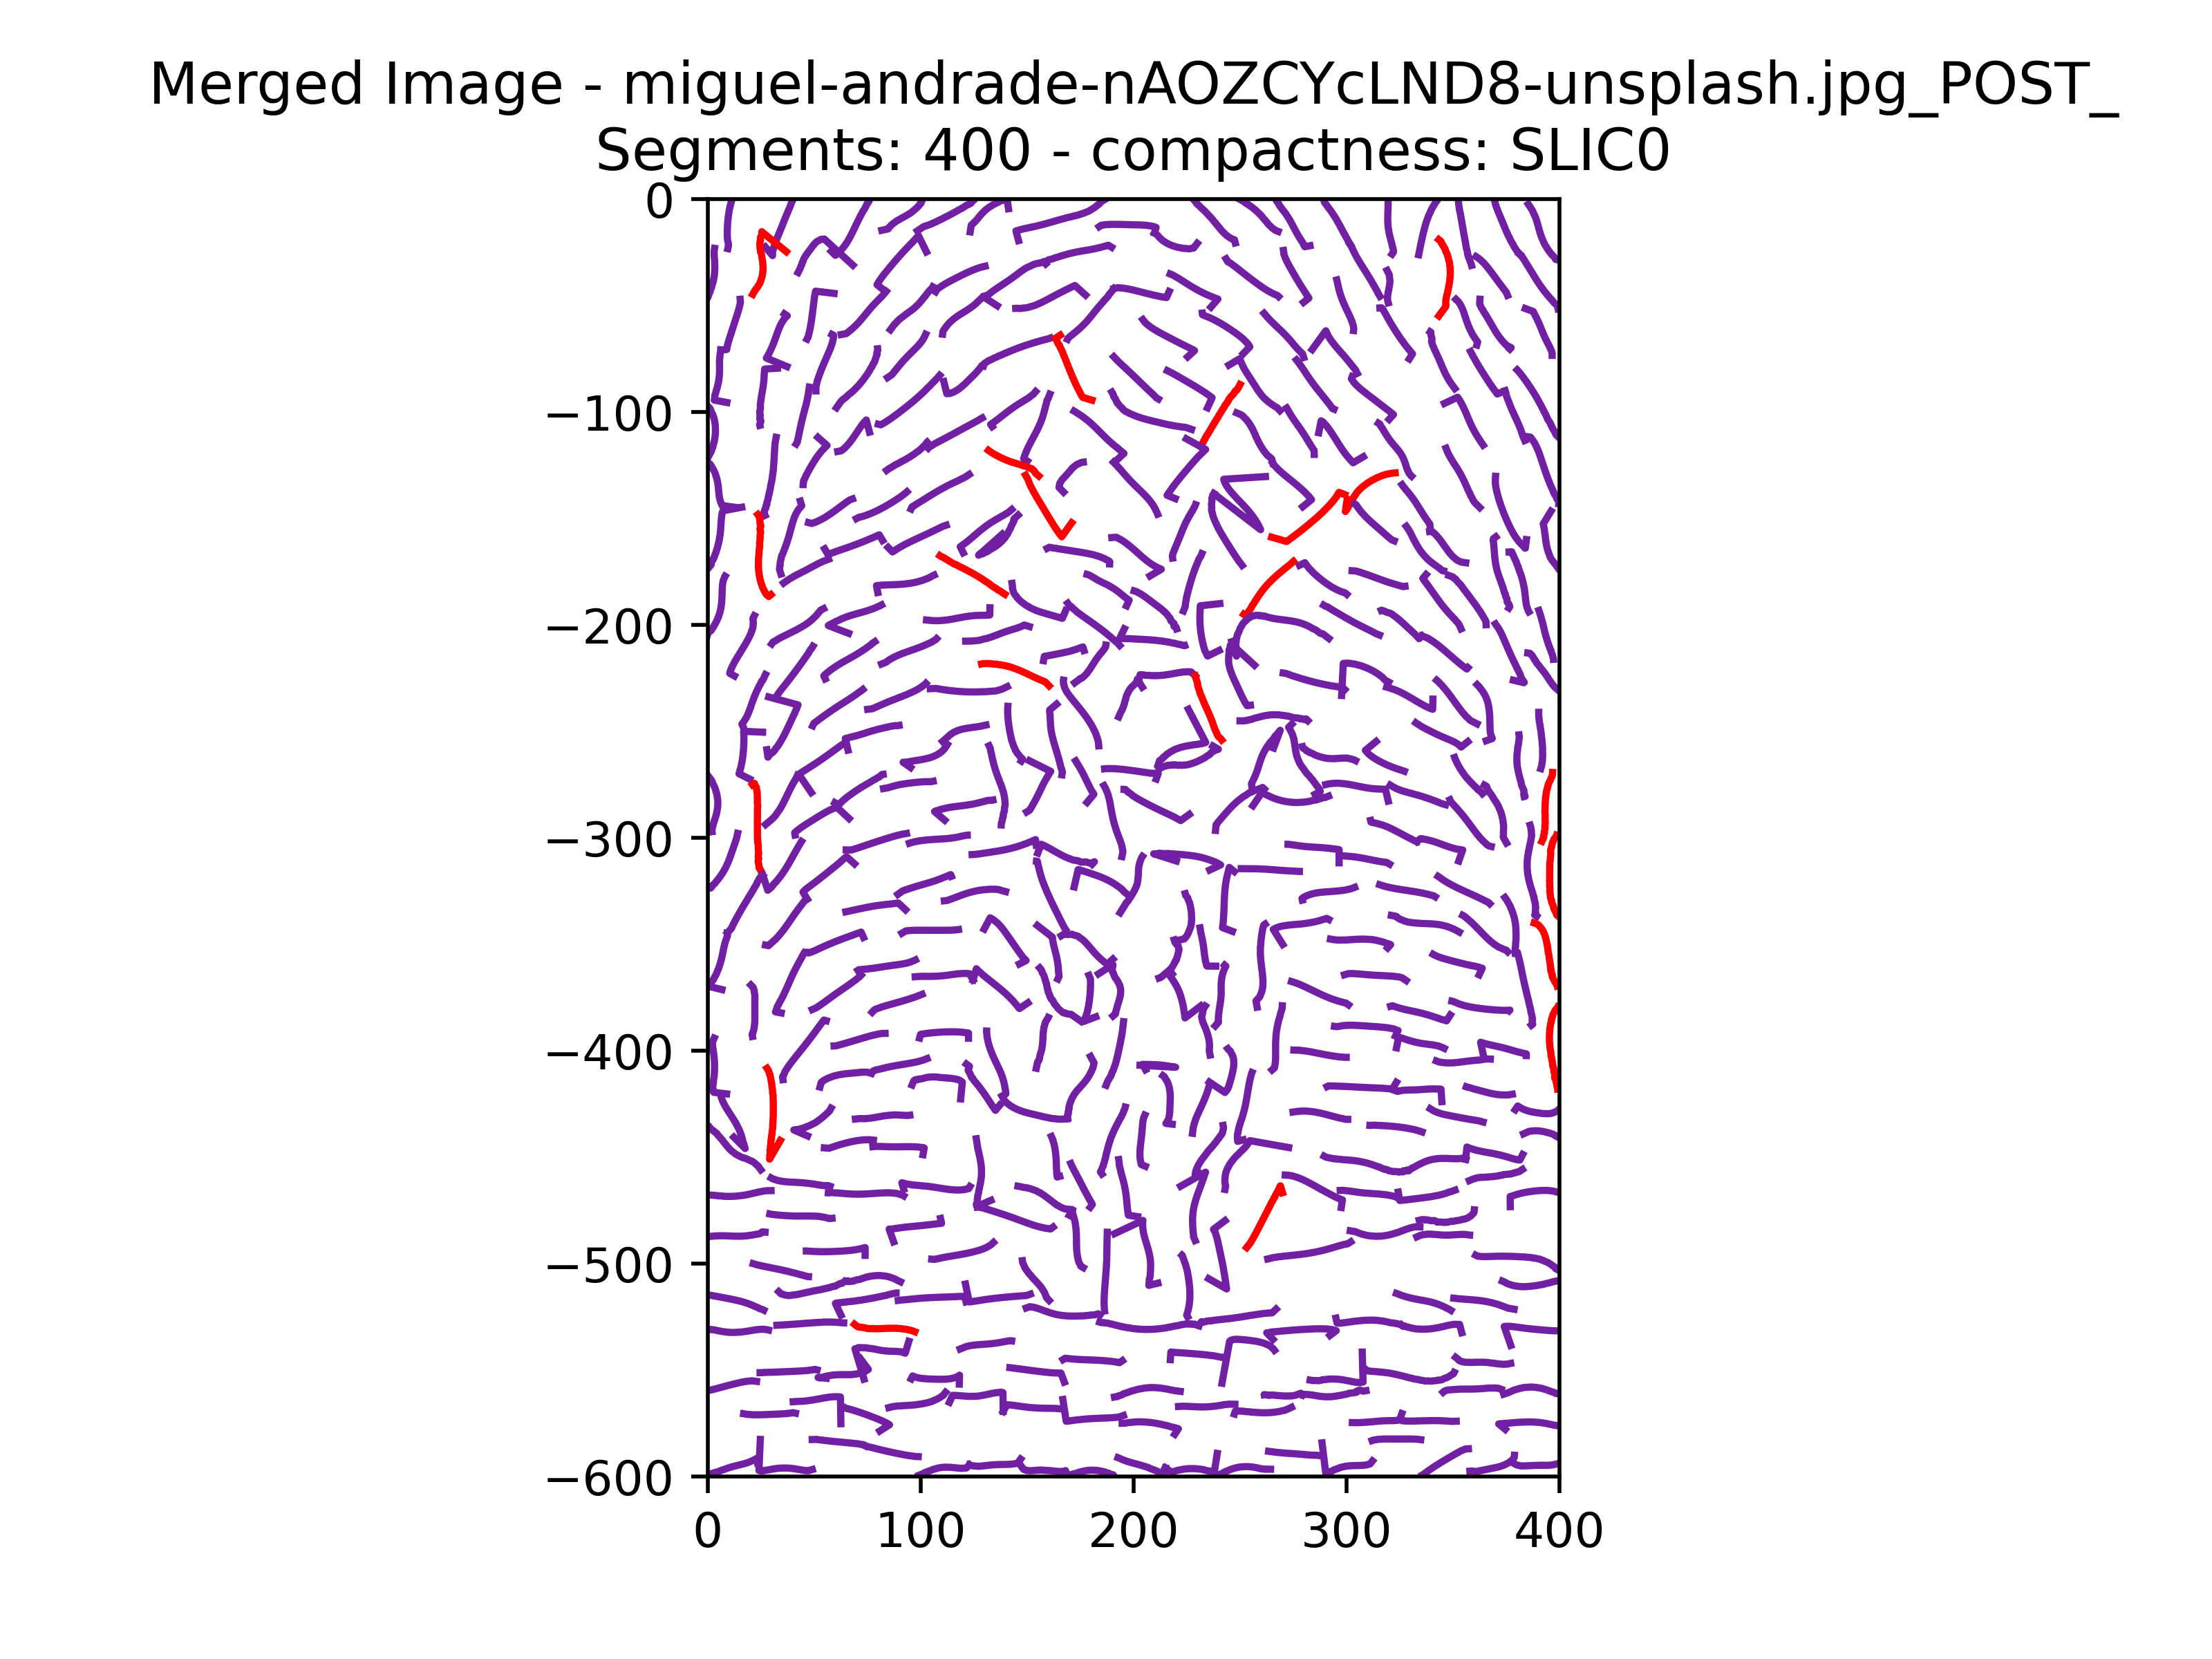 Merged Image - miguel-andrade-nAOZCYcLND8-unsplash.jpg_POST_
Segments: 400 - compactness: SLIC0
0
−100
−200
−300
−400
−500
−600
0 100 200 300 400